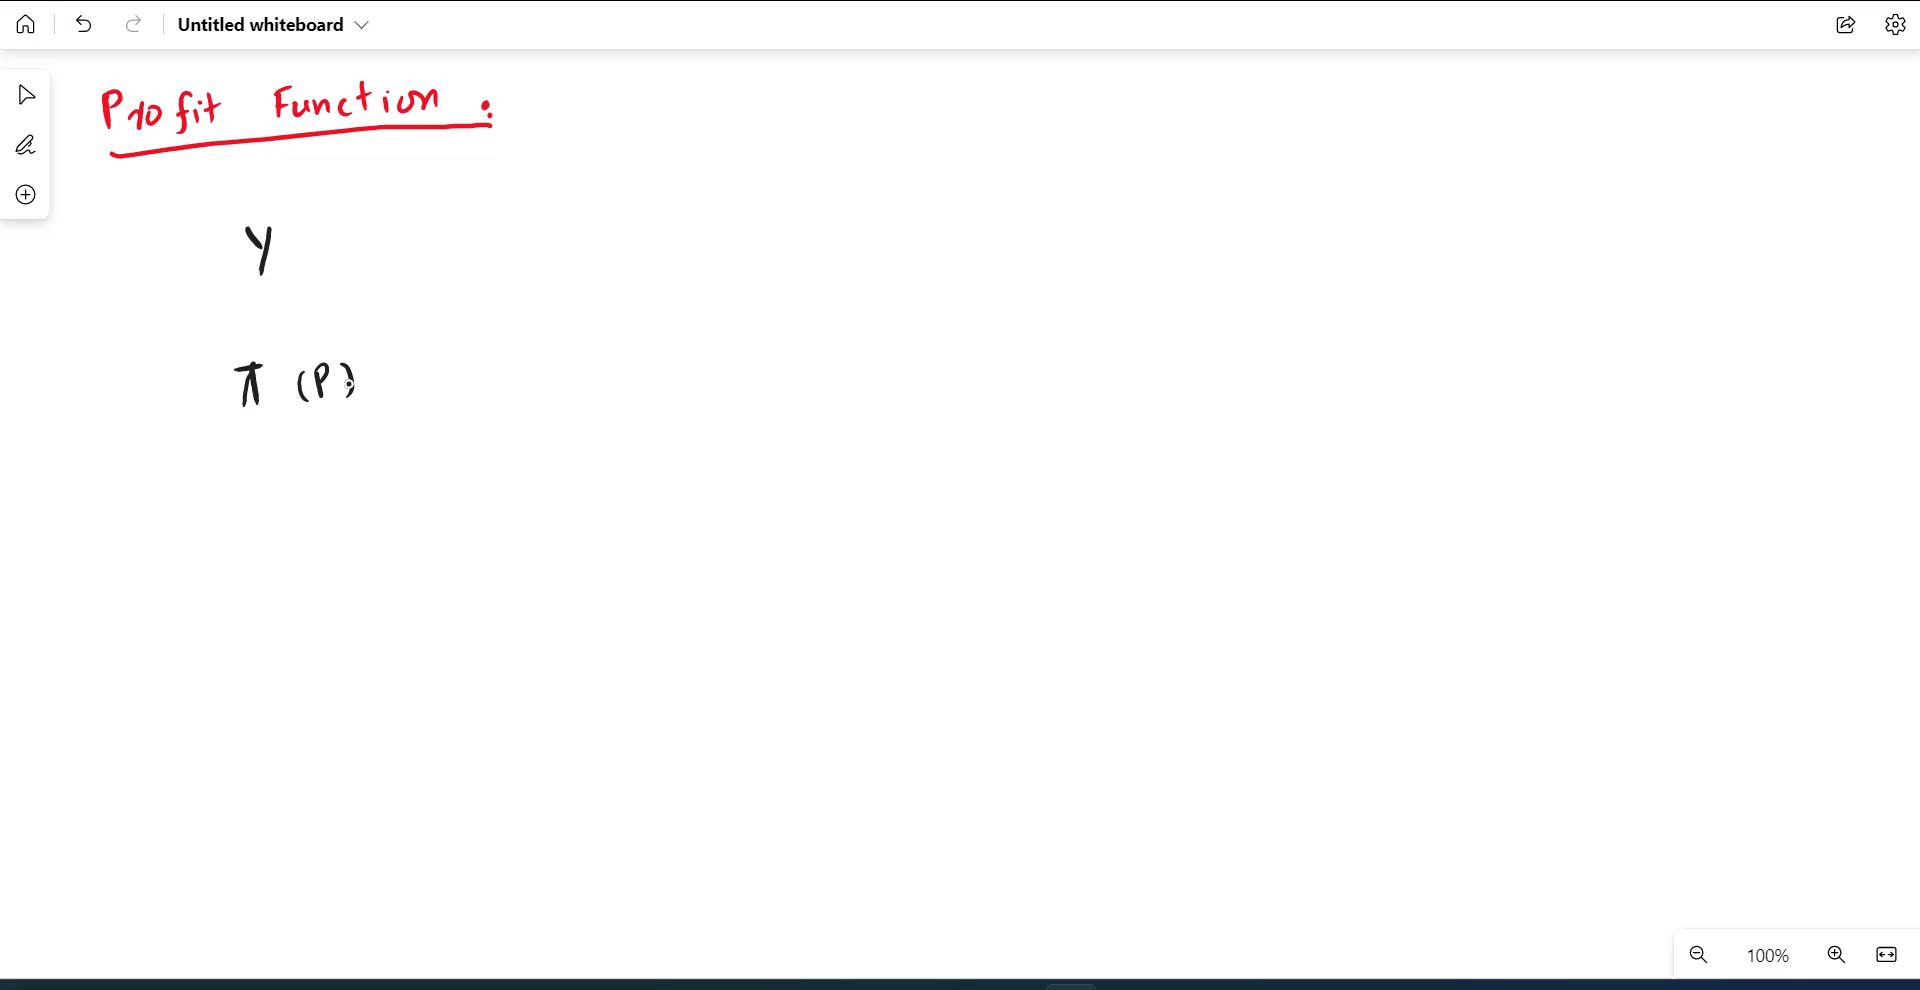 Untitled whiteboard
Profit Function :
Y
π (P)
100%